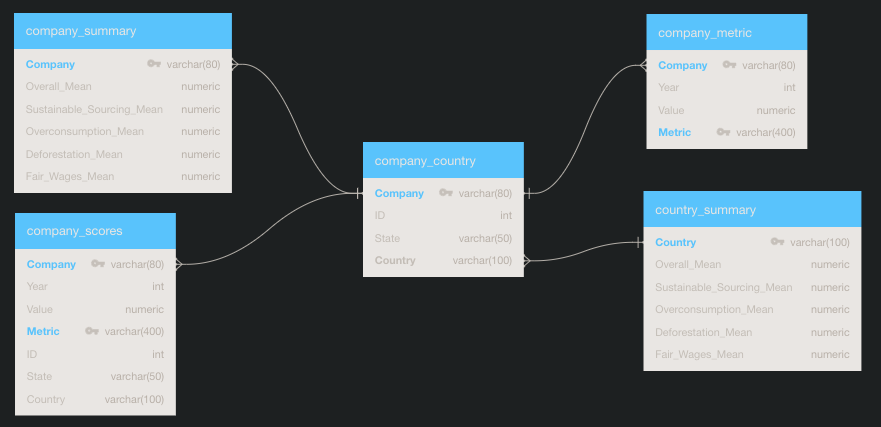 company_summary
Company varchar(80)
Overall_Mean numeric
Sustainable_Sourcing_Mean numeric
Overconsumption_Mean numeric
Deforestation_Mean numeric
Fair_Wages_Mean numeric
company_scores
Company varchar(80)
Year int
Value numeric
Metric varchar(400)
ID int
State varchar(50)
Country varchar(100)
company_country
Company varchar(80)
ID int
State varchar(50)
Country varchar(100)
company_metric
Company varchar(80)
Year int
Value numeric
Metric varchar(400)
country_summary
Country varchar(100)
Overall_Mean numeric
Sustainable_Sourcing_Mean numeric
Overconsumption_Mean numeric
Deforestation_Mean numeric
Fair_Wages_Mean numeric